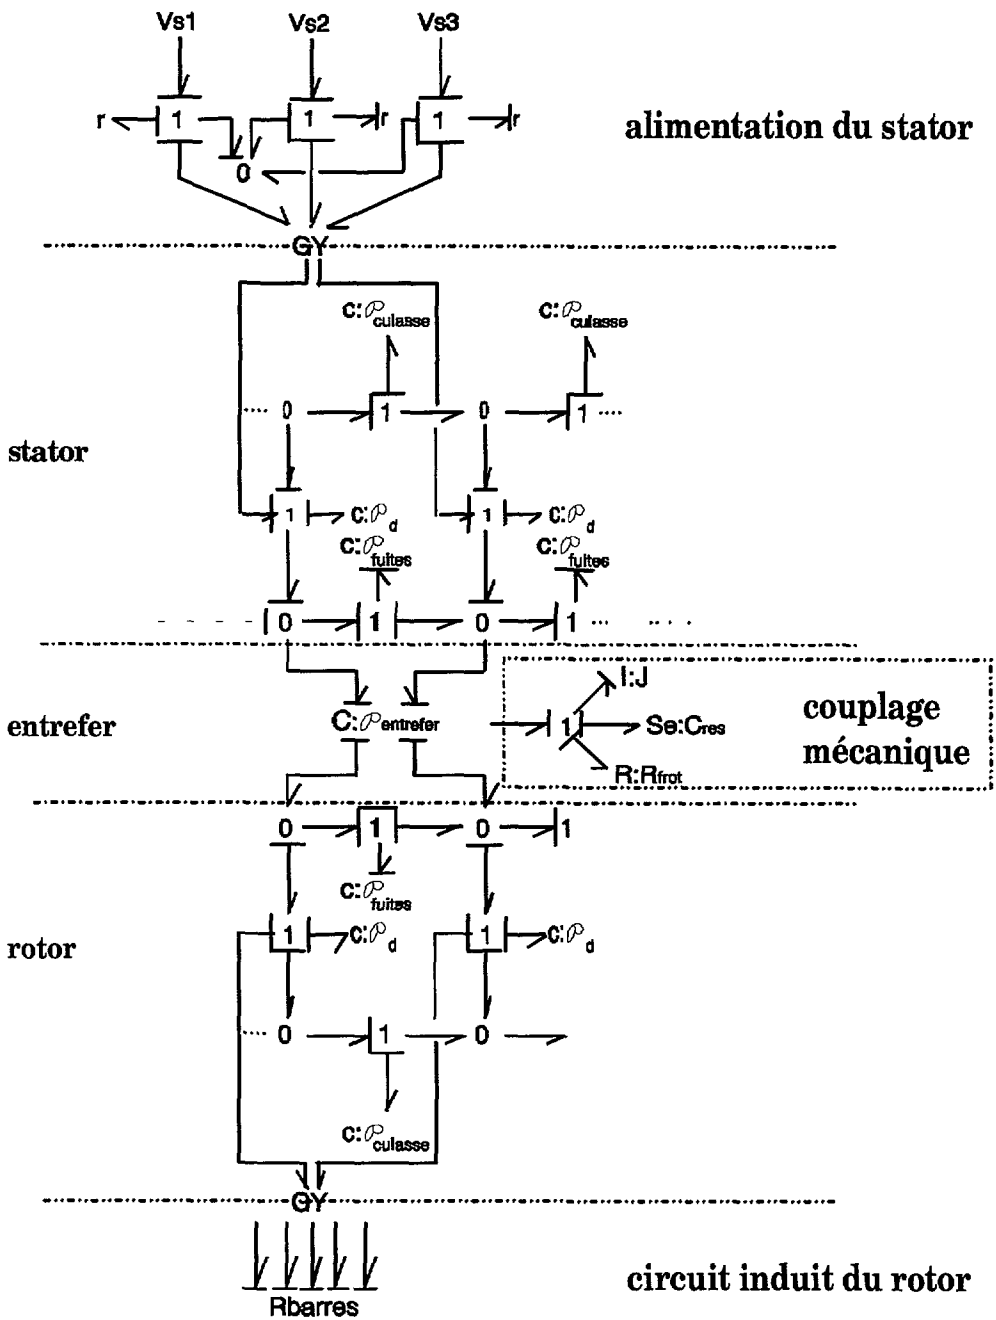 Vs1 Vs2 Vs3
r 1 1 r 1 r
alimentation du stator
0
GY
C:𝒫culasse C:𝒫culasse
.... 0 1 0 1 ....
stator
1 C:𝒫d 1 C:𝒫d
C:𝒫fuites C:𝒫fuites
0 1 0 1 ... ....
entrefer
C:𝒫entrefer
I:J
1 Se:Cres
R:Rfrot
couplage
mécanique
0 1 0 1
C:𝒫fuites
rotor
1 C:𝒫d 1 C:𝒫d
.... 0 1 0
C:𝒫culasse
GY
circuit induit du rotor
Rbarres